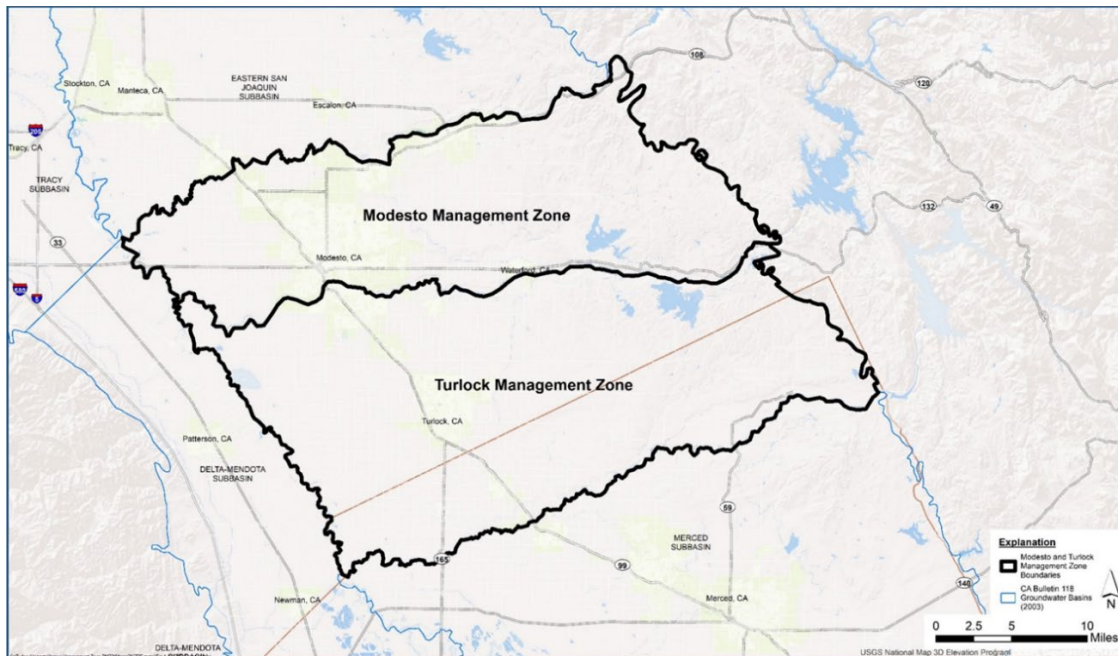 108
120
Stockton, CA
Manteca, CA
EASTERN SAN
JOAQUIN
SUBBASIN
Escalon, CA
205
Tracy, CA
TRACY
SUBBASIN
49
132
Modesto Management Zone
33
Modesto, CA
Waterford, CA
580
5
Turlock Management Zone
Turlock, CA
Patterson, CA
DELTA-MENDOTA
SUBBASIN
59
MERCED
SUBBASIN
165
99
140
Newman, CA
Merced, CA
DELTA-MENDOTA
SUBBASIN
Explanation
Modesto and Turlock
Management Zone
Boundaries
CA Bulletin 118
Groundwater Basins
(2003)
N
0 2.5 5 10
Miles
USGS National Map 3D Elevation Program